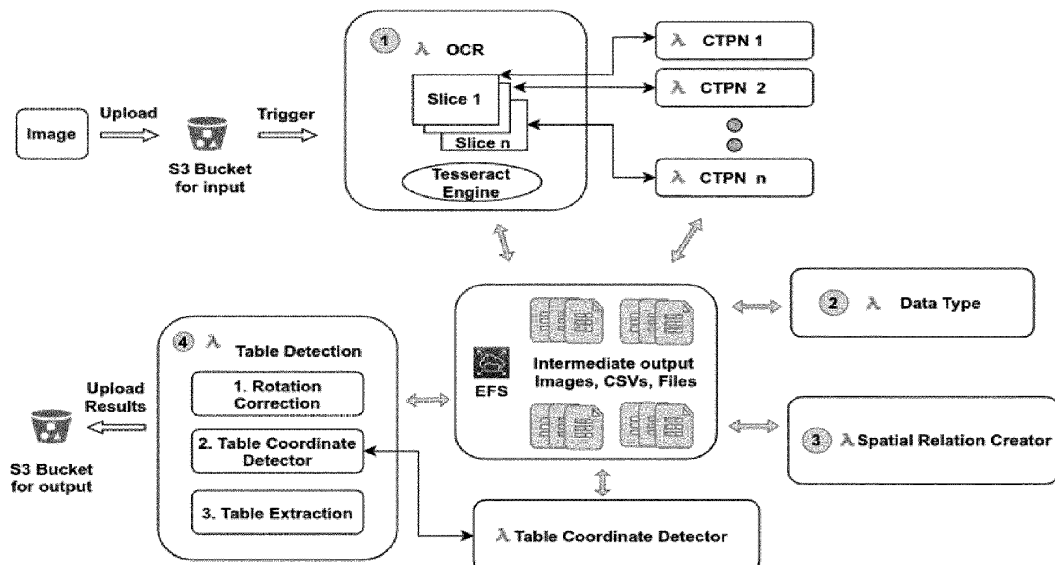 1
λ OCR
λ CTPN 1
λ CTPN 2
Slice 1
Slice n
λ CTPN n
Tesseract
Engine
Image
Upload
S3 Bucket
for input
Trigger
2
λ Data Type
Intermediate output
Images, CSVs, Files
EFS
3
λ Spatial Relation Creator
4
λ
Table Detection
1. Rotation
Correction
2. Table Coordinate
Detector
3. Table Extraction
Upload
Results
S3 Bucket
for output
λ Table Coordinate Detector